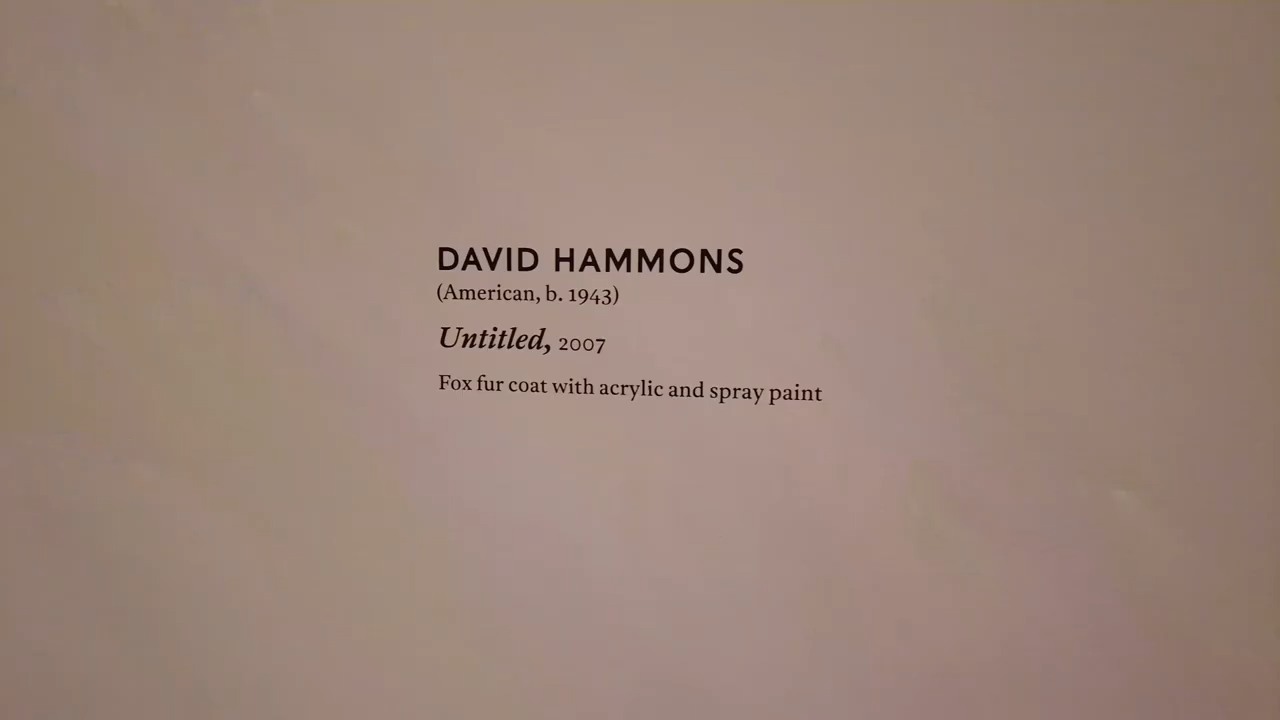 DAVID HAMMONS
(American, b. 1943)
Untitled, 2007
Fox fur coat with acrylic and spray paint